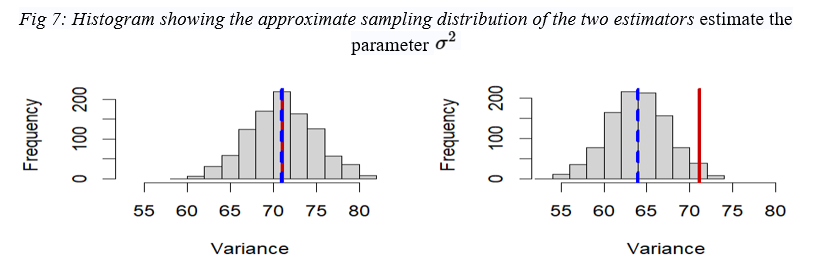 Fig 7: Histogram showing the approximate sampling distribution of the two estimators estimate the
parameter σ²
Frequency
0 100 200
55 60 65 70 75 80
Variance
Frequency
0 100 200
55 60 65 70 75 80
Variance